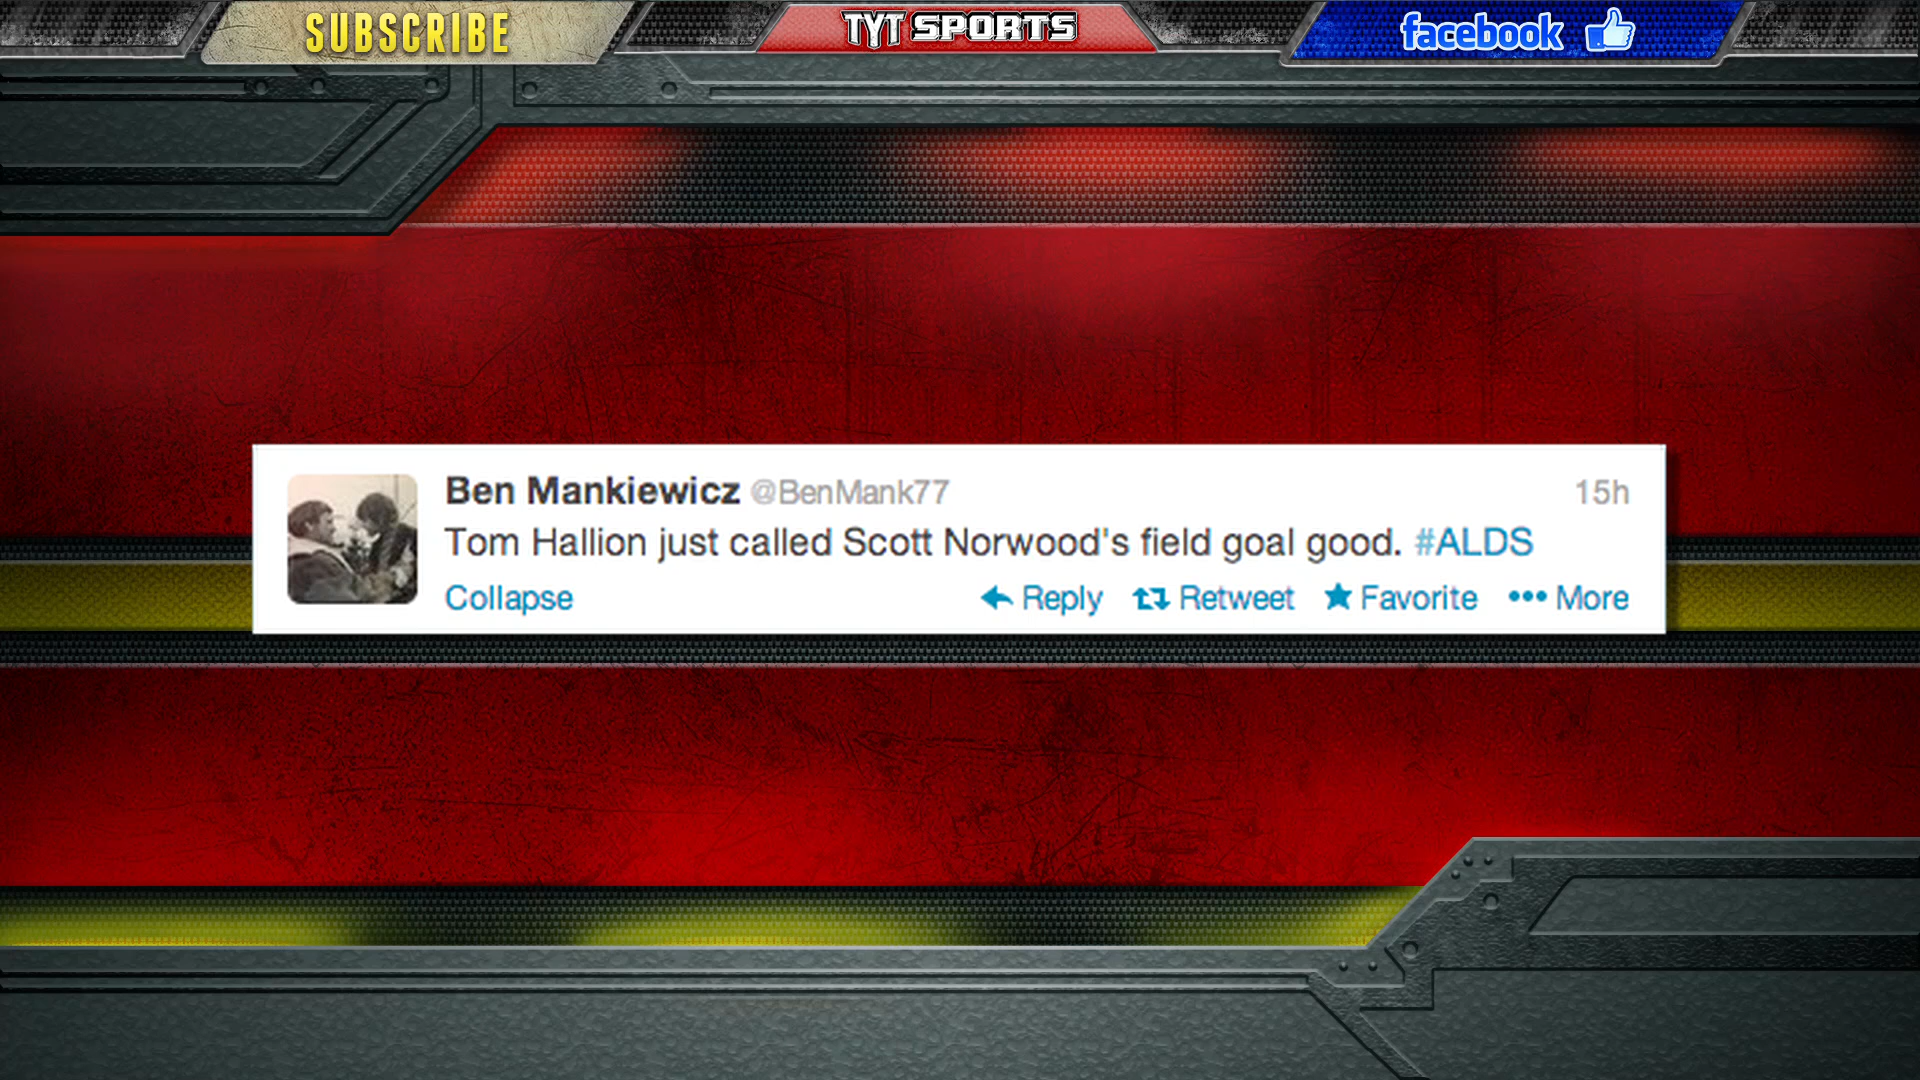 SUBSCRIBE
TYT SPORTS
facebook
Ben Mankiewicz @BenMank77 15h
Tom Hallion just called Scott Norwood's field goal good. #ALDS
Collapse Reply Retweet Favorite More